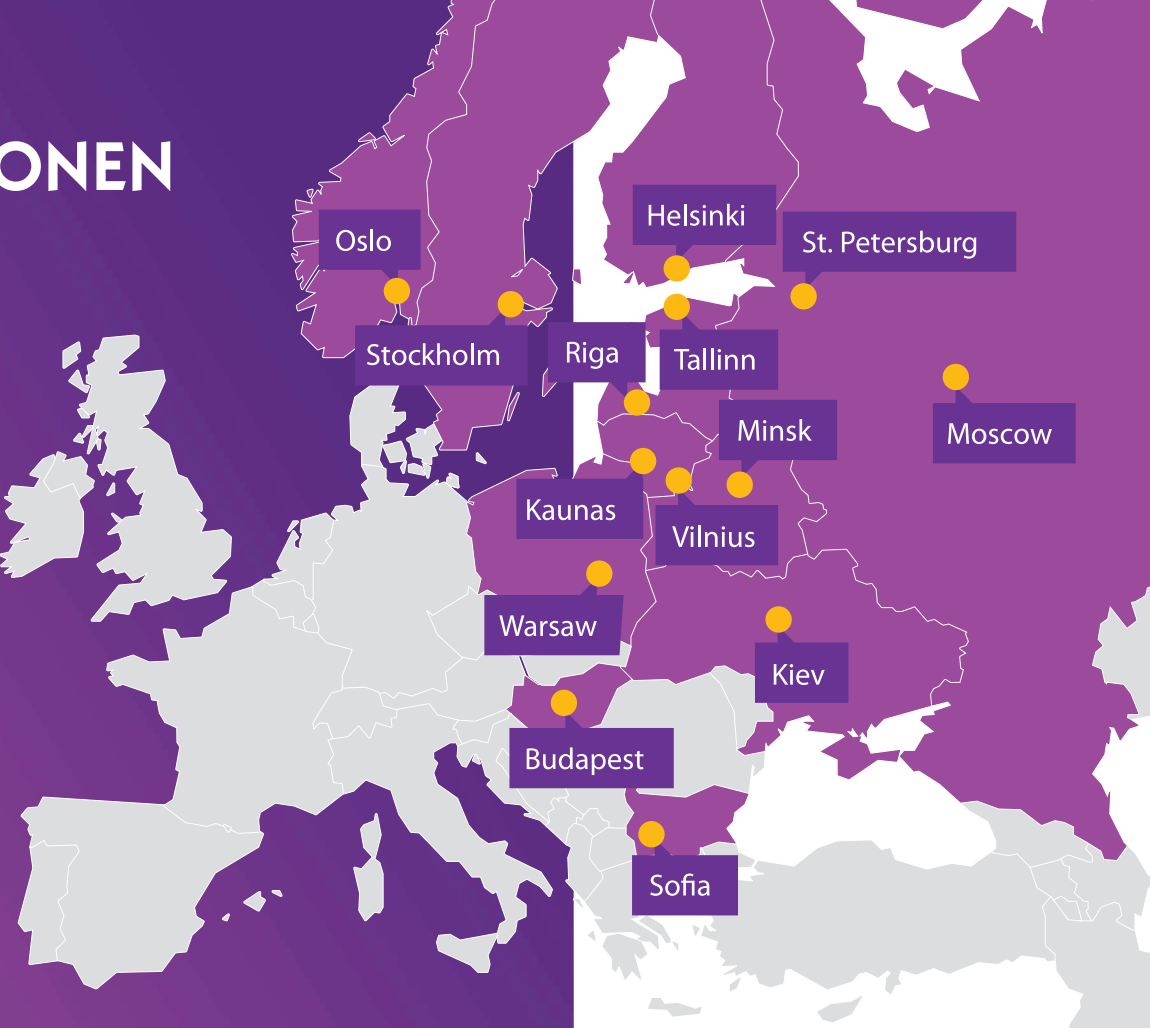 ONEN
Helsinki
Oslo
St. Petersburg
Stockholm
Riga
Tallinn
Minsk
Moscow
Kaunas
Vilnius
Warsaw
Kiev
Budapest
Sofia